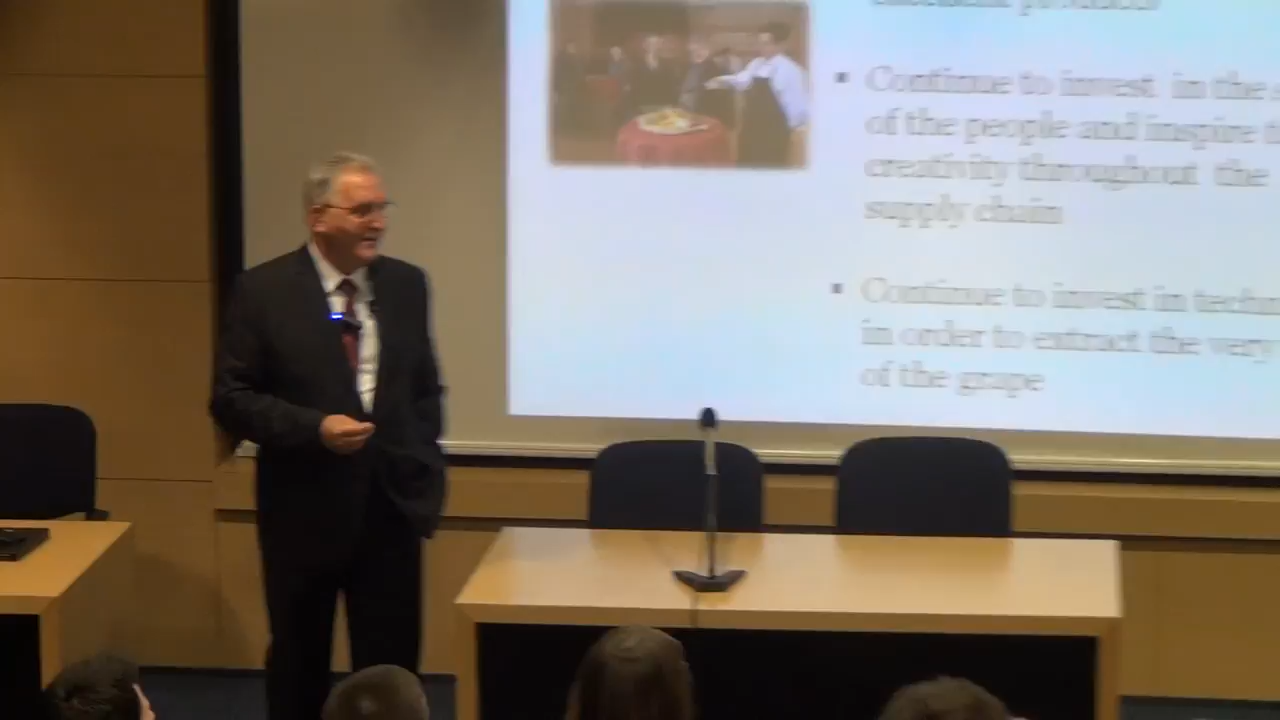 Continue to invest in the
of the people and inspire
creativity throughout the
supply chain
Continue to invest in
in order to extract the very
of the grape